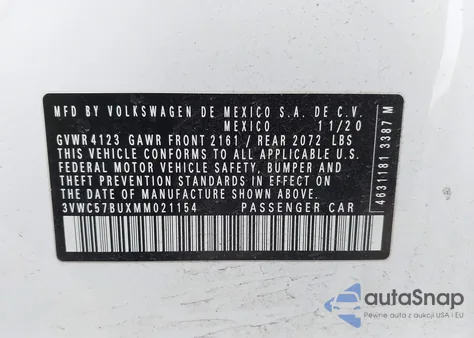 MFD BY VOLKSWAGEN DE MEXICO S.A. DE C.V.
MEXICO 11/20
GVWR 4123 GAWR FRONT 2161 / REAR 2072 LBS
THIS VEHICLE CONFORMS TO ALL APPLICABLE
FEDERAL MOTOR VEHICLE SAFETY, BUMPER AND
THEFT PREVENTION STANDARDS IN EFFECT ON
THE DATE OF MANUFACTURE SHOWN ABOVE.
3VWC57BUXMM021154 PASSENGER CAR
4631181 3387 M
autoSnap
Pewne auta z aukcji USA i EU